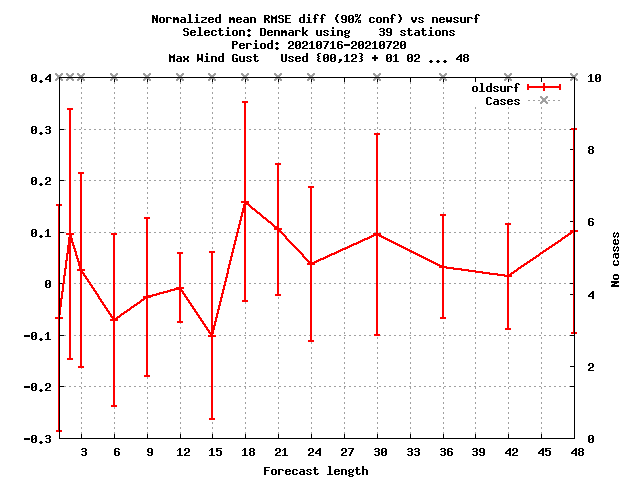 Normalized mean RMSE diff (90% conf) vs newsurf
Selection: Denmark using    39 stations
Period: 20210716-20210720
Max Wind Gust   Used {00,12} + 01 02 ... 48
oldsurf
Cases
0.4
0.3
0.2
0.1
0
-0.1
-0.2
-0.3
10
8
6
4
2
0
No cases
3 6 9 12 15 18 21 24 27 30 33 36 39 42 45 48
Forecast length